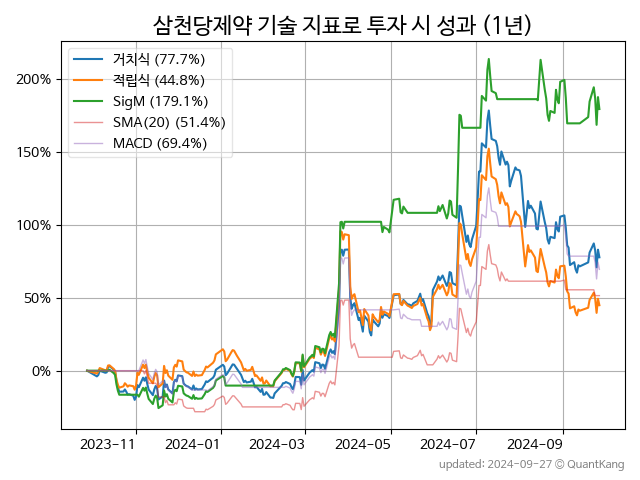 삼천당제약 기술 지표로 투자 시 성과 (1년)
거치식 (77.7%)
적립식 (44.8%)
SigM (179.1%)
SMA(20) (51.4%)
MACD (69.4%)
200%
150%
100%
50%
0%
2023-11 2024-01 2024-03 2024-05 2024-07 2024-09
updated: 2024-09-27 © QuantKang